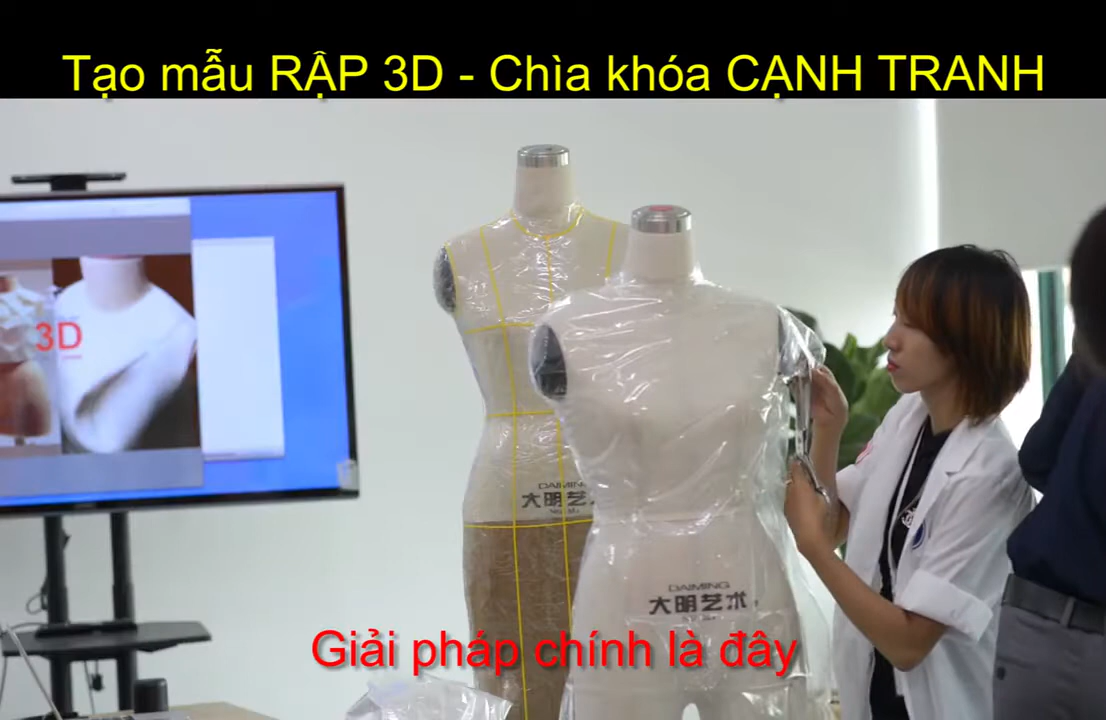 Tạo mẫu RẬP 3D - Chìa khóa CẠNH TRANH
3D
DAIMING
大明艺
DAIMING
大明艺术
Giải pháp chính là đây